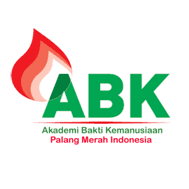 ABK
Akademi Bakti Kemanusiaan
Palang Merah Indonesia